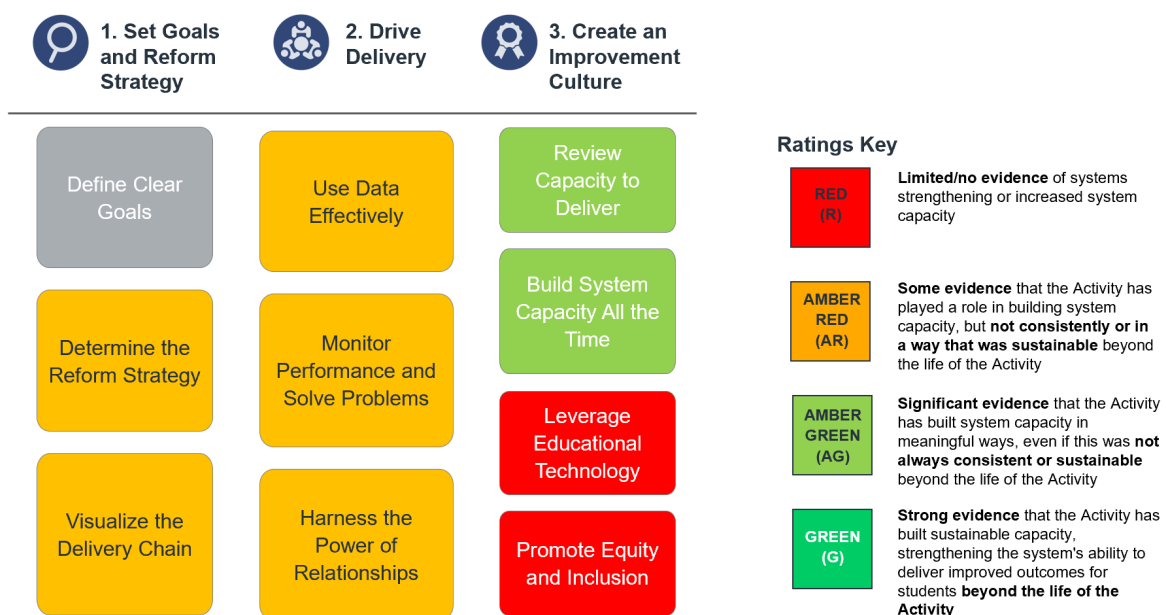 1. Set Goals
and Reform
Strategy
2. Drive
Delivery
3. Create an
Improvement
Culture
Define Clear
Goals
Determine the
Reform Strategy
Visualize the
Delivery Chain
Use Data
Effectively
Monitor
Performance and
Solve Problems
Harness the
Power of
Relationships
Review
Capacity to
Deliver
Build System
Capacity All the
Time
Leverage
Educational
Technology
Promote Equity
and Inclusion
Ratings Key
RED
(R)
Limited/no evidence of systems
strengthening or increased system
capacity
AMBER
RED
(AR)
Some evidence that the Activity has
played a role in building system
capacity, but not consistently or in
a way that was sustainable beyond
the life of the Activity
AMBER
GREEN
(AG)
Significant evidence that the Activity
has built system capacity in
meaningful ways, even if this was not
always consistent or sustainable
beyond the life of the Activity
GREEN
(G)
Strong evidence that the Activity has
built sustainable capacity,
strengthening the system's ability to
deliver improved outcomes for
students beyond the life of the
Activity